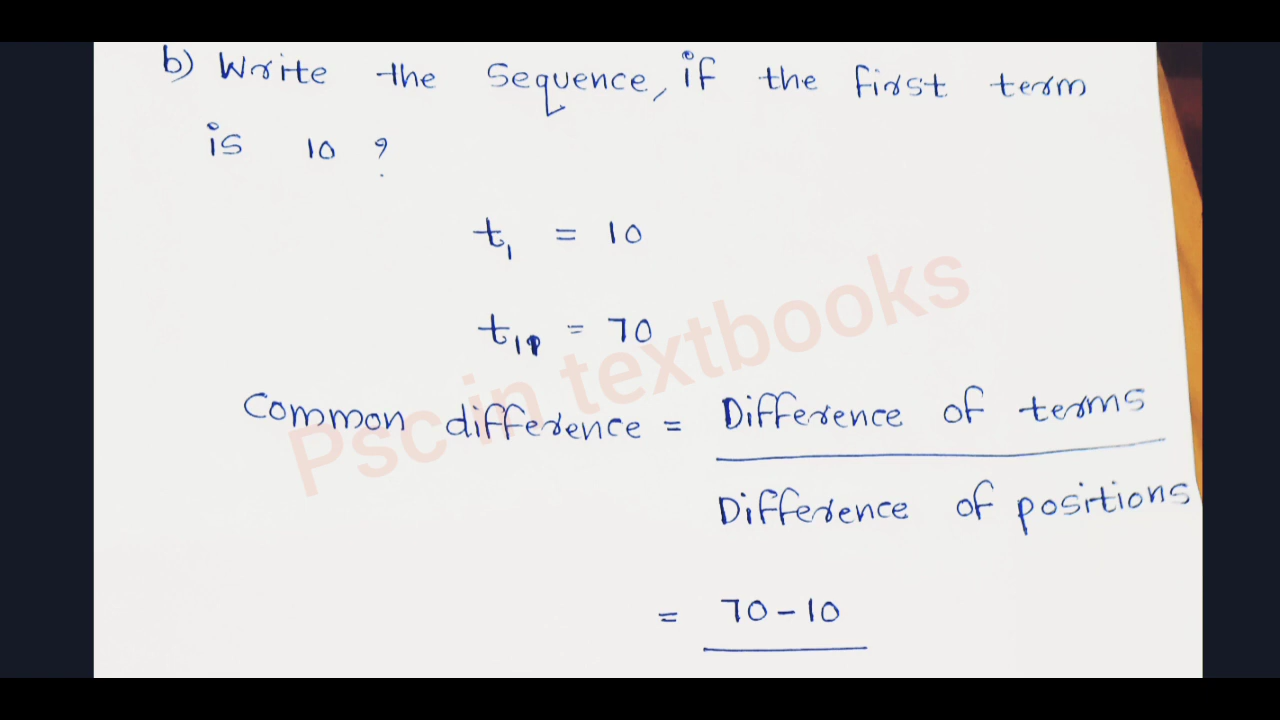 b) Write the Sequence, if the first term
is 10 ?
t₁ = 10
= 70
Common difference = Difference of terms
Difference of positions
= 70 - 10
Psc in textbooks